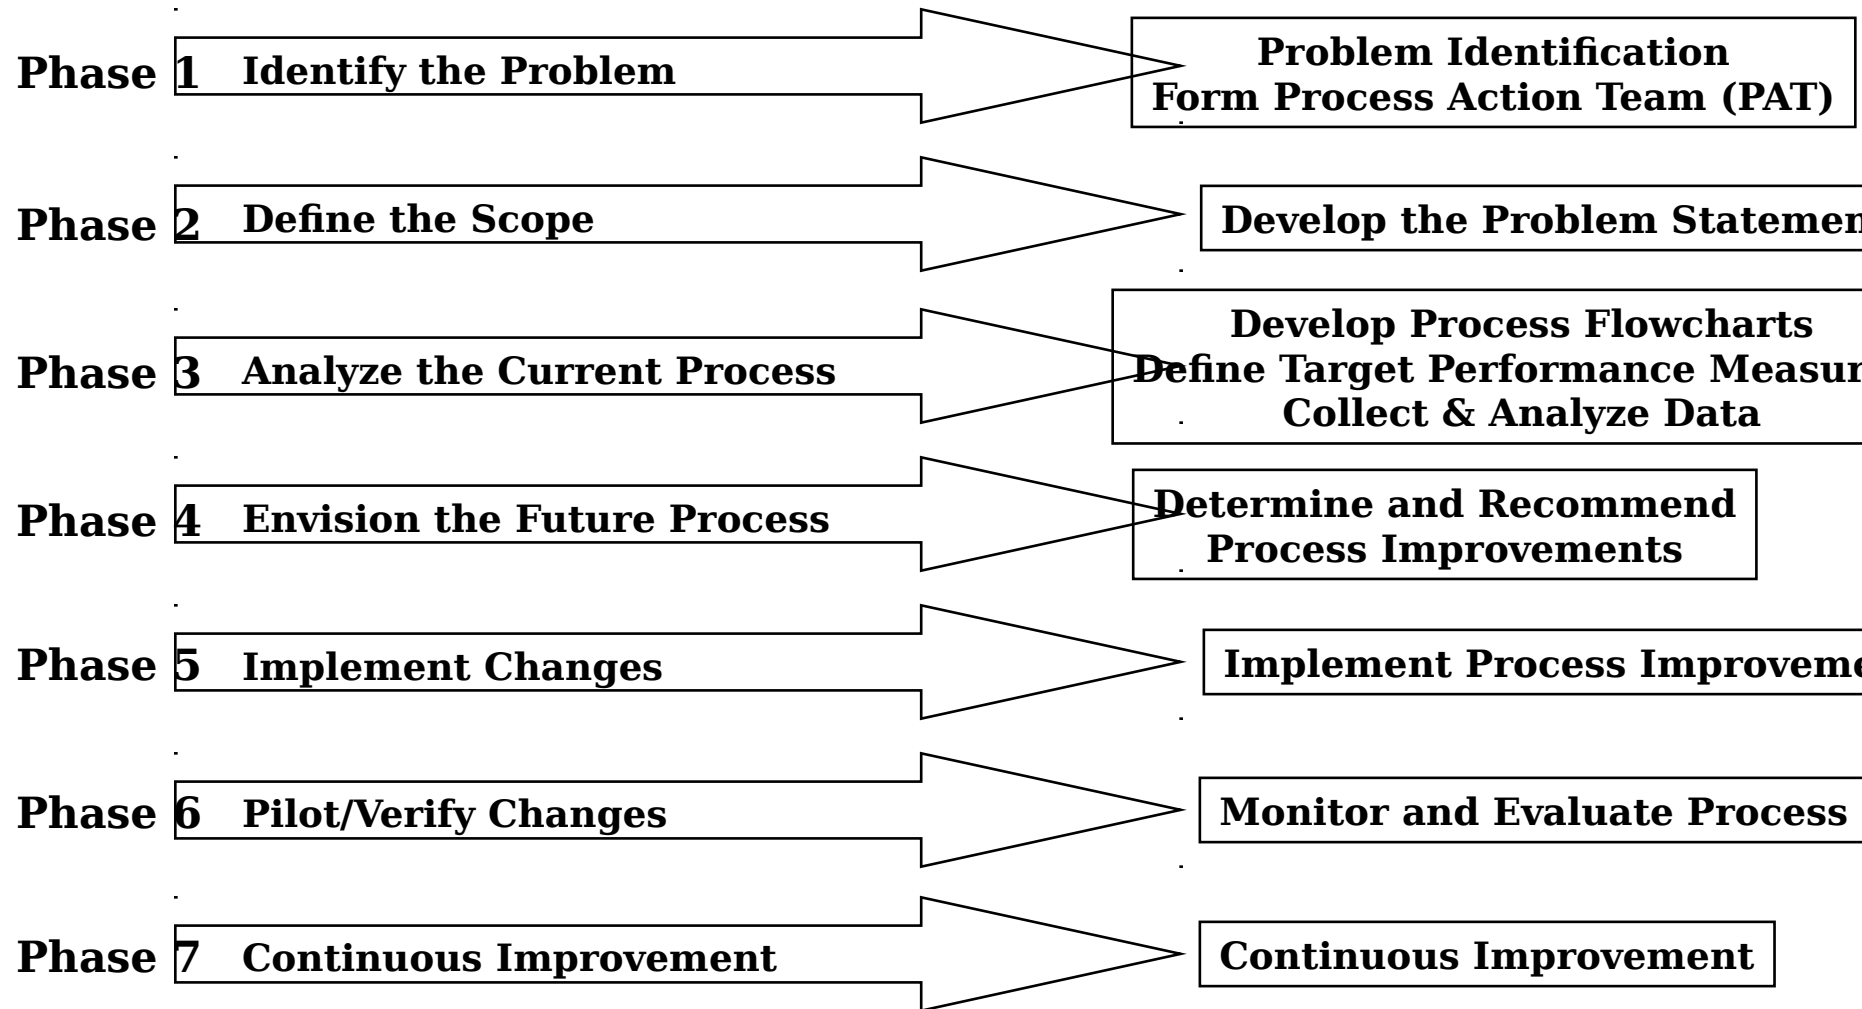 Phase 1 Identify the Problem
Problem Identification
Form Process Action Team (PAT)
Phase 2 Define the Scope
Develop the Problem
Phase 3 Analyze the Current Process
Develop Process Flowcharts
Define Target Performance
Collect & Analyze Data
Phase 4 Envision the Future Process
Determine and Recommend
Process Improvements
Phase 5 Implement Changes
Implement Process
Phase 6 Pilot/Verify Changes
Monitor and Evaluate Process
Phase 7 Continuous Improvement
Continuous Improvement